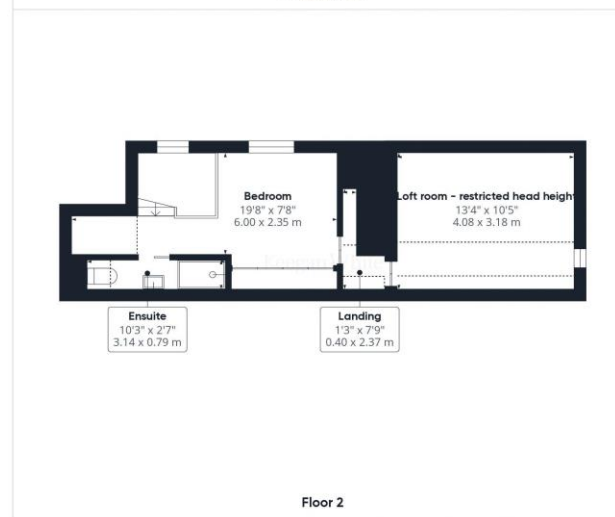 Bedroom
19'8" x 7'8"
6.00 x 2.35 m
Loft room - restricted head height
13'4" x 10'5"
4.08 x 3.18 m
Ensuite
10'3" x 2'7"
3.14 x 0.79 m
Landing
1'3" x 7'9"
0.40 x 2.37 m
Floor 2